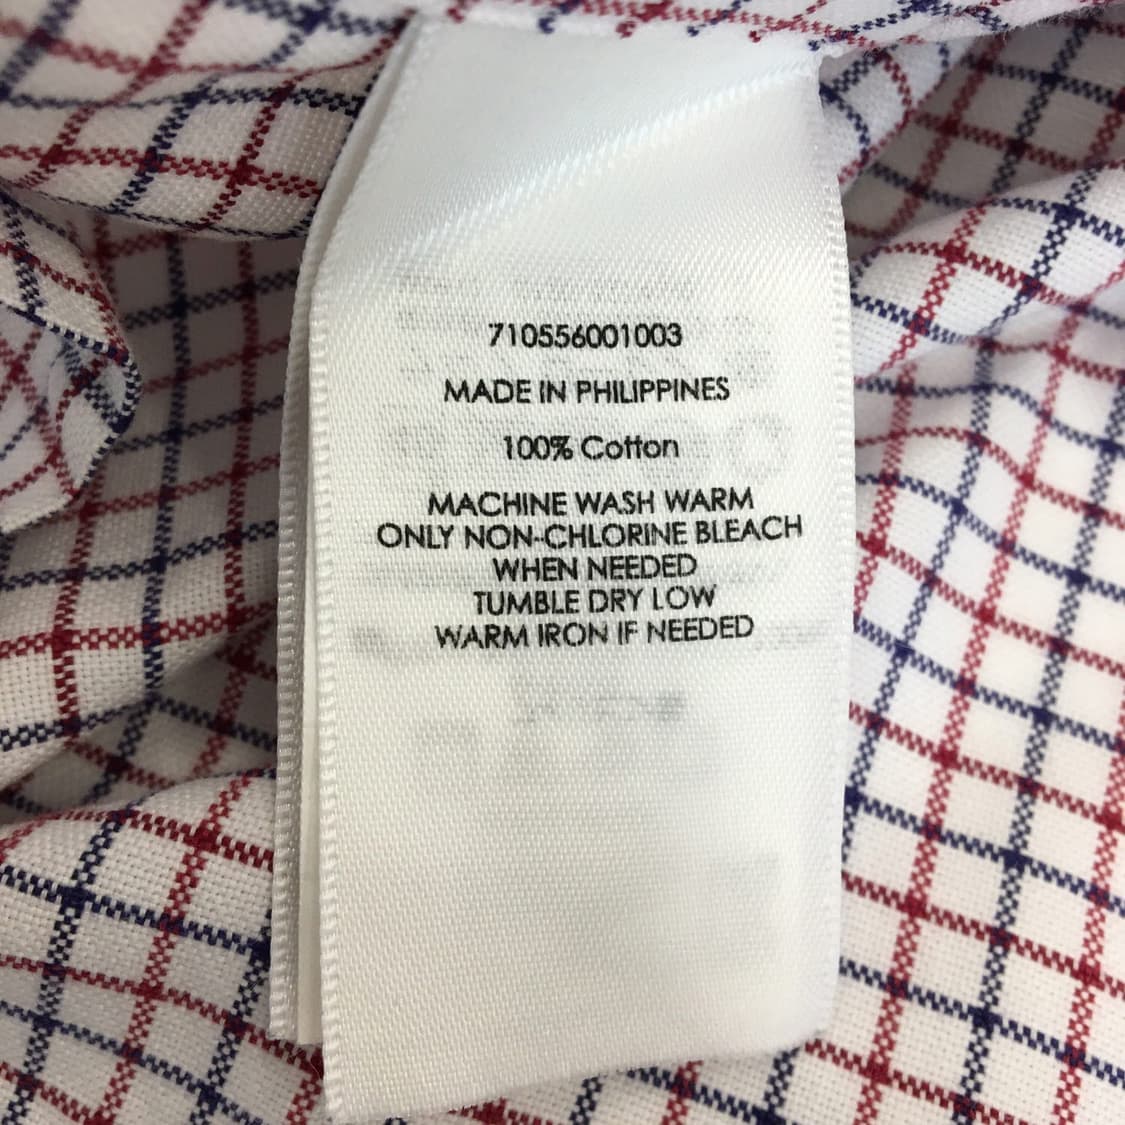 710556001003
MADE IN PHILIPPINES
100% Cotton
MACHINE WASH WARM
ONLY NON-CHLORINE BLEACH
WHEN NEEDED
TUMBLE DRY LOW
WARM IRON IF NEEDED